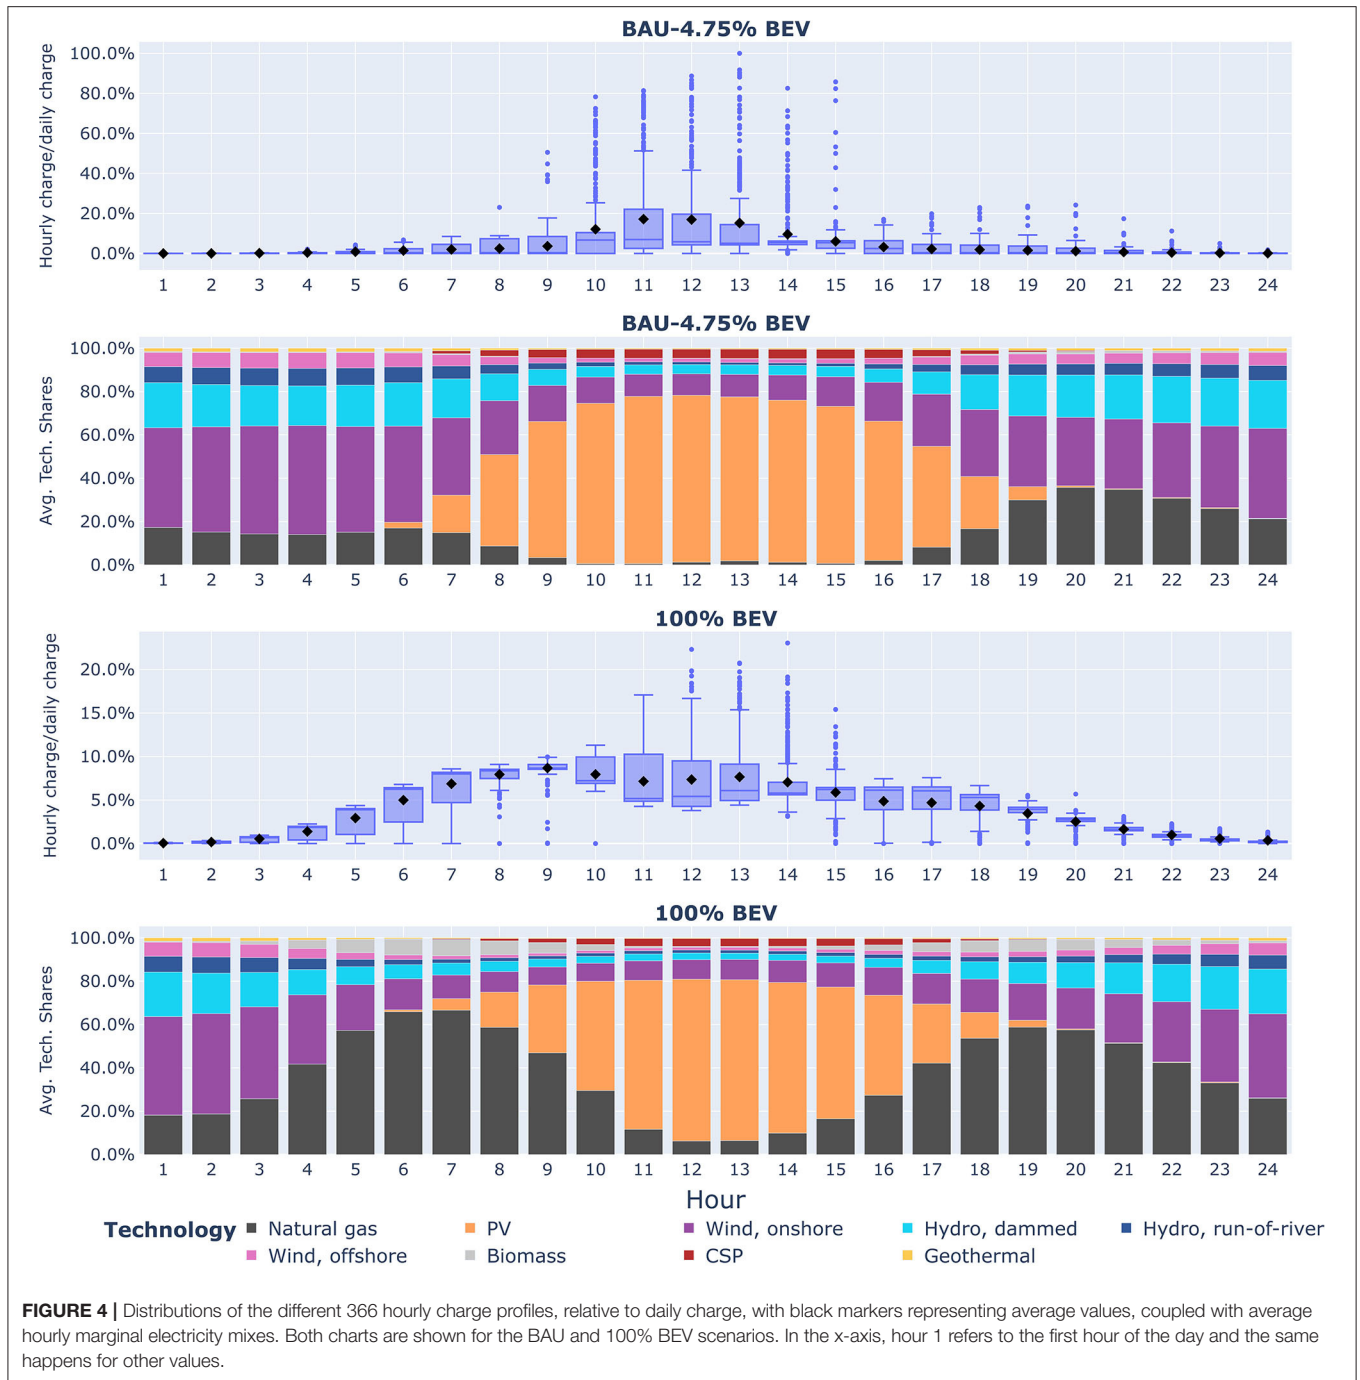 BAU-4.75% BEV
Hourly charge/daily charge
100.0%
80.0%
60.0%
40.0%
20.0%
0.0%
1 2 3 4 5 6 7 8 9 10 11 12 13 14 15 16 17 18 19 20 21 22 23 24
BAU-4.75% BEV
Avg. Tech. Shares
100.0%
80.0%
60.0%
40.0%
20.0%
0.0%
1 2 3 4 5 6 7 8 9 10 11 12 13 14 15 16 17 18 19 20 21 22 23 24
100% BEV
Hourly charge/daily charge
20.0%
15.0%
10.0%
5.0%
0.0%
1 2 3 4 5 6 7 8 9 10 11 12 13 14 15 16 17 18 19 20 21 22 23 24
100% BEV
Avg. Tech. Shares
100.0%
80.0%
60.0%
40.0%
20.0%
0.0%
1 2 3 4 5 6 7 8 9 10 11 12 13 14 15 16 17 18 19 20 21 22 23 24
Hour
Technology Natural gas PV Wind, onshore Hydro, dammed Hydro, run-of-river
Wind, offshore Biomass CSP Geothermal
FIGURE 4 | Distributions of the different 366 hourly charge profiles, relative to daily charge, with black markers representing average values, coupled with average
hourly marginal electricity mixes. Both charts are shown for the BAU and 100% BEV scenarios. In the x-axis, hour 1 refers to the first hour of the day and the same
happens for other values.